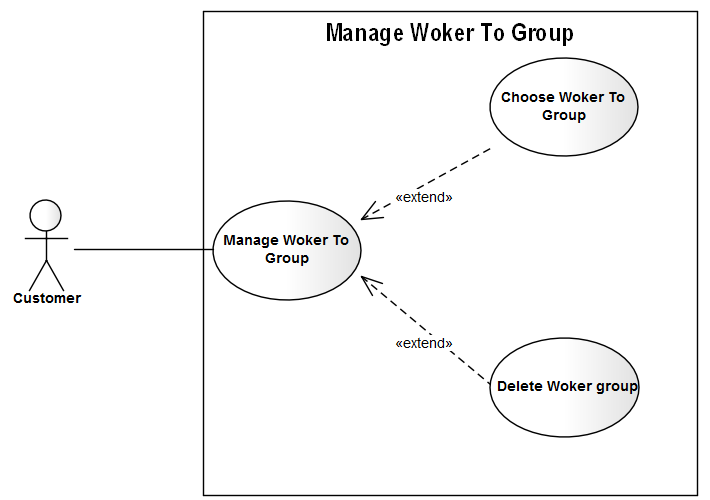 Manage Woker To Group
Choose Woker To
Group
«extend»
Manage Woker To
Group
Customer
«extend»
Delete Woker group